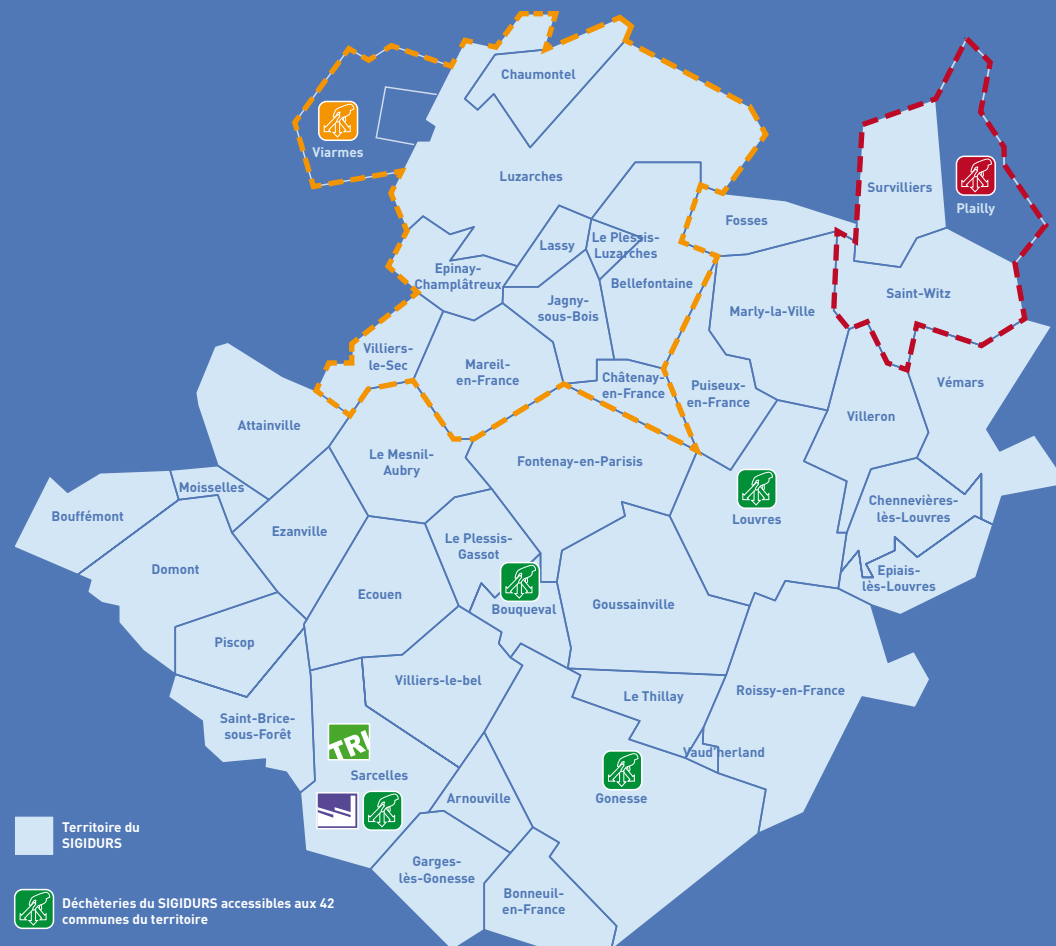 Chaumontel
Viarmes
Luzarches
Survilliers
Plailly
Fosses
Lassy
Le Plessis-
Luzarches
Epinay-
Champlâtreux
Bellefontaine
Saint-Witz
Jagny-
sous-Bois
Marly-la-Ville
Villiers-
le-Sec
Mareil-
en-France
Châtenay-
en-France
Puiseux-
en-France
Vémars
Villeron
Attainville
Le Mesnil-
Aubry
Fontenay-en-Parisis
Moisselles
Louvres
Chennevières-
lès-Louvres
Bouffémont
Ezanville
Le Plessis-
Gassot
Domont
Epiais-
lès-Louvres
Ecouen
Bouqueval
Goussainville
Piscop
Villiers-le-bel
Le Thillay
Roissy-en-France
Saint-Brice-
sous-Forêt
TRI
Vaud'herland
Sarcelles
Arnouville
Gonesse
Garges-
lès-Gonesse
Bonneuil-
en-France
Territoire du
SIGIDURS
Déchèteries du SIGIDURS accessibles aux 42
communes du territoire